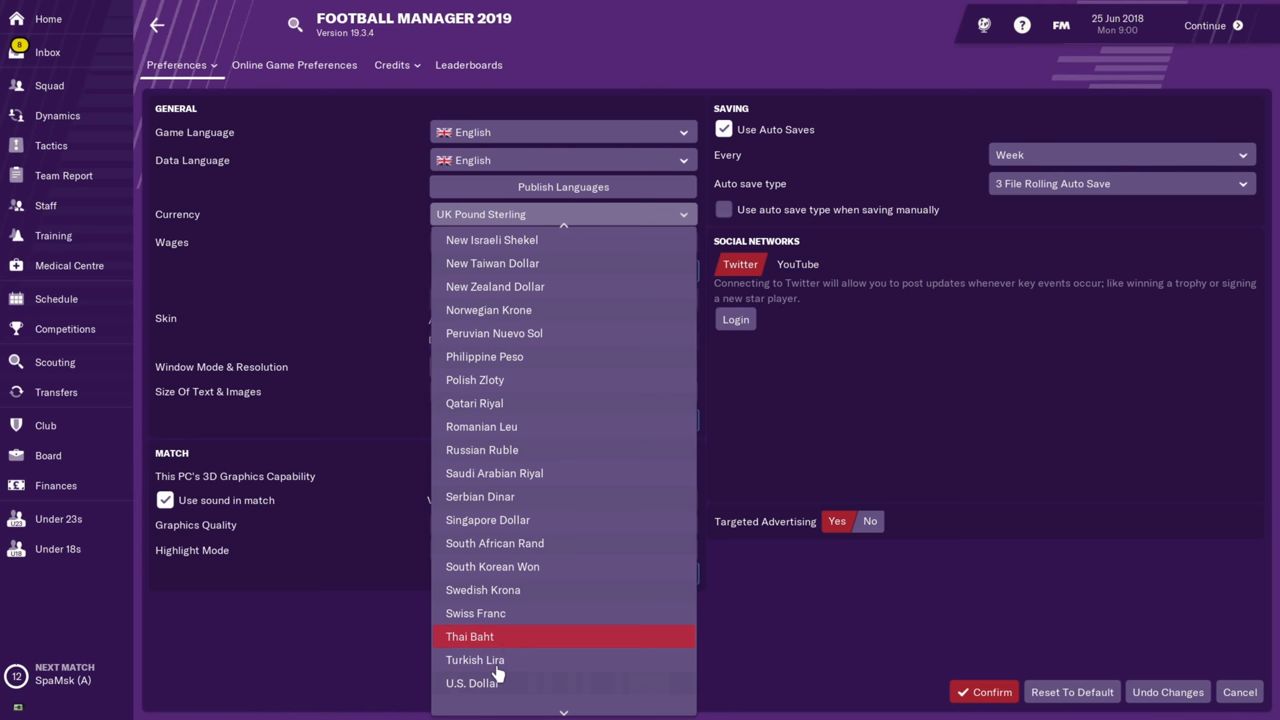 Home
8
Inbox
Squad
Dynamics
Tactics
Team Report
Staff
Training
Medical Centre
Schedule
Competitions
Scouting
Transfers
Club
Board
Finances
U23
Under 23s
U18
Under 18s
12
NEXT MATCH
SpaMsk (A)
FOOTBALL MANAGER 2019
Version 19.3.4
?
FM
25 Jun 2018
Mon 9:00
Continue
Preferences
Online Game Preferences
Credits
Leaderboards
GENERAL
Game Language
English
Data Language
English
Publish Languages
Currency
UK Pound Sterling
Wages
Skin
Window Mode & Resolution
Size Of Text & Images
New Israeli Shekel
New Taiwan Dollar
New Zealand Dollar
Norwegian Krone
Peruvian Nuevo Sol
Philippine Peso
Polish Zloty
Qatari Riyal
Romanian Leu
Russian Ruble
Saudi Arabian Riyal
Serbian Dinar
Singapore Dollar
South African Rand
South Korean Won
Swedish Krona
Swiss Franc
Thai Baht
Turkish Lira
U.S. Dollar
MATCH
This PC's 3D Graphics Capability
Use sound in match
Graphics Quality
Highlight Mode
SAVING
Use Auto Saves
Every
Week
Auto save type
3 File Rolling Auto Save
Use auto save type when saving manually
SOCIAL NETWORKS
Twitter
YouTube
Connecting to Twitter will allow you to post updates whenever key events occur; like winning a trophy or signing
a new star player.
Login
Targeted Advertising
Yes
No
Confirm
Reset To Default
Undo Changes
Cancel